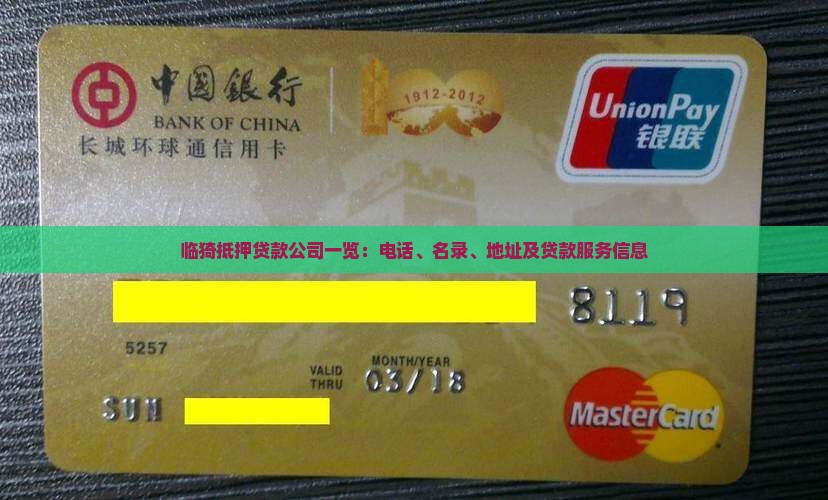 中國銀行
BANK OF CHINA
长城环球通信用卡
1912-2012
UnionPay
银联
临猗抵押贷款公司一览：电话、名录、地址及贷款服务信息
8119
5257
VALID
THRU
MONTH/YEAR
03/18
SUN
MasterCard